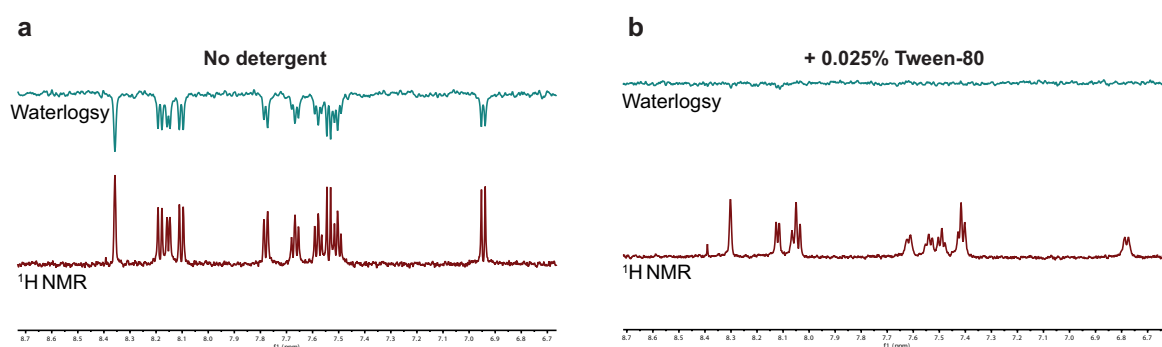 a
No detergent
Waterlogsy
¹H NMR
8.7 8.6 8.5 8.4 8.3 8.2 8.1 8.0 7.9 7.8 7.7 7.6 7.5 7.4 7.3 7.2 7.1 7.0 6.9 6.8 6.7
f1 (ppm)
b
+ 0.025% Tween-80
Waterlogsy
¹H NMR
8.7 8.6 8.5 8.4 8.3 8.2 8.1 8.0 7.9 7.8 7.7 7.6 7.5 7.4 7.3 7.2 7.1 7.0 6.9 6.8 6.7
f1 (ppm)